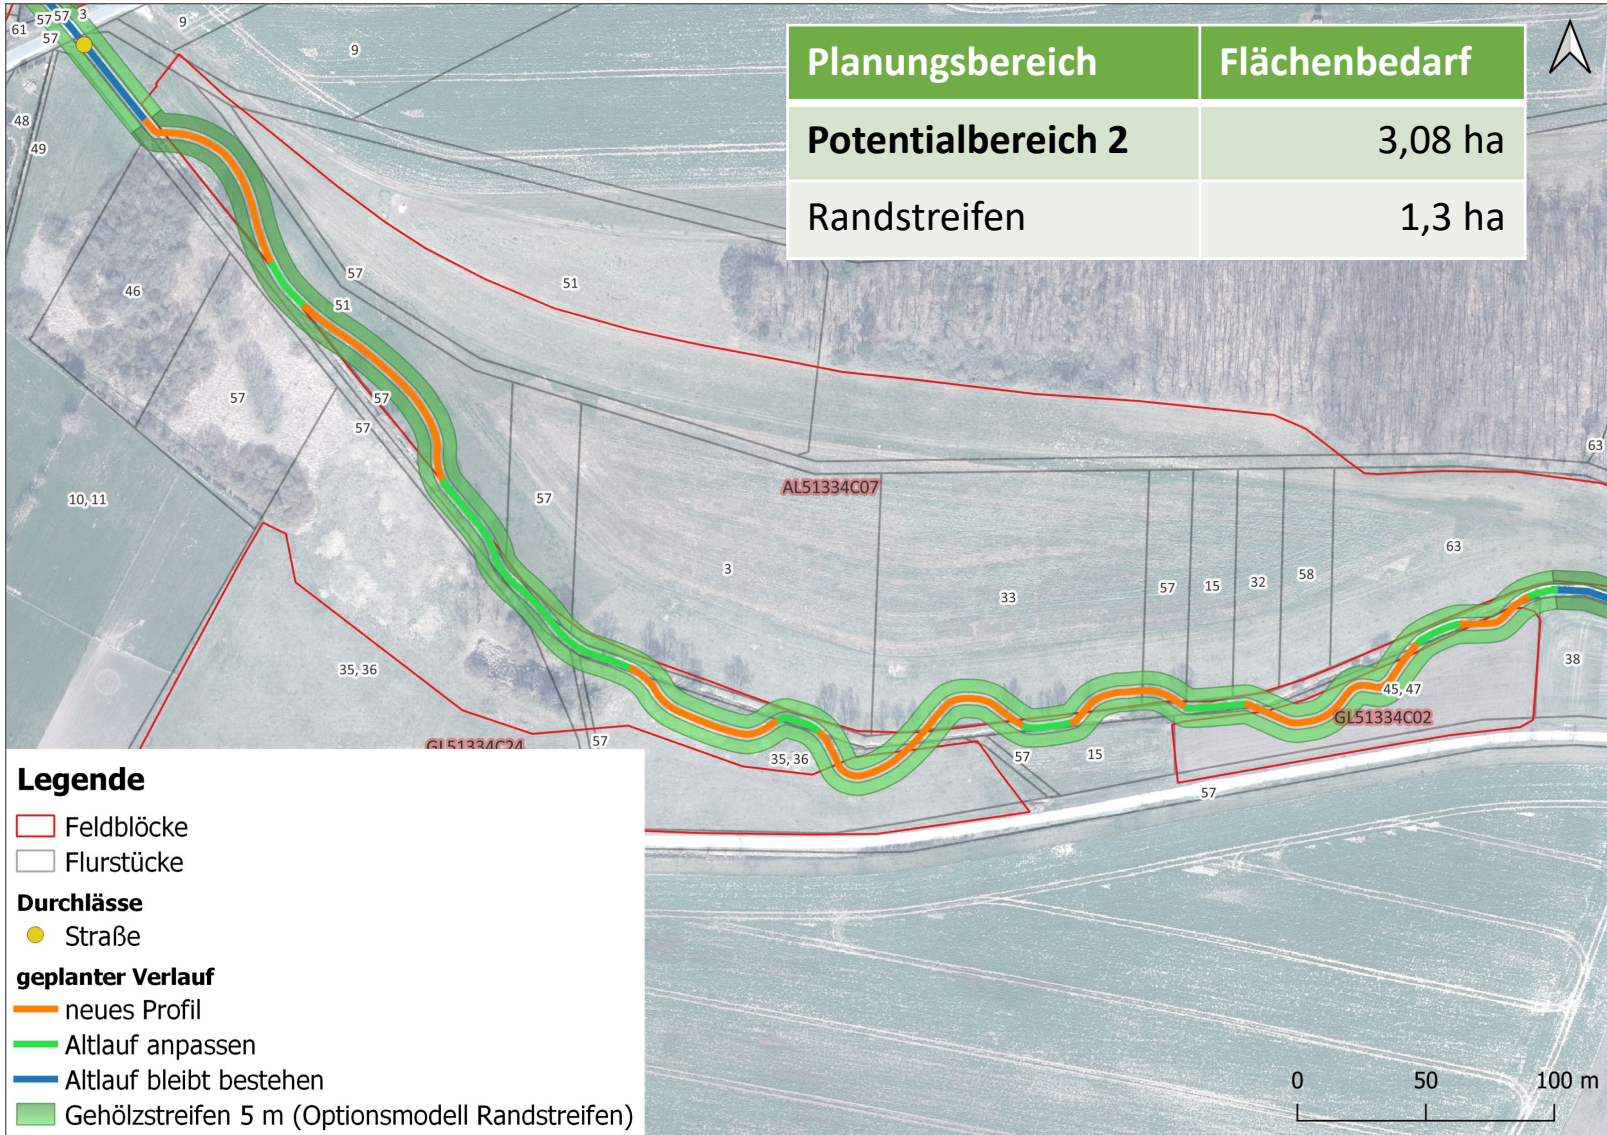 Planungsbereich Flächenbedarf
Potentialbereich 2 3,08 ha
Randstreifen 1,3 ha
57 57 3
61 57
9
9
48
49
46
57
51
51
57
57
57
10, 11
57
63
AL51334C07
3
33
57
15
32
58
63
35, 36
38
45, 47
GL51334C02
GL51334C24
57
35, 36
57
15
57
Legende
Feldblöcke
Flurstücke
Durchlässe
Straße
geplanter Verlauf
neues Profil
Altlauf anpassen
Altlauf bleibt bestehen
Gehölzstreifen 5 m (Optionsmodell Randstreifen)
0 50 100 m